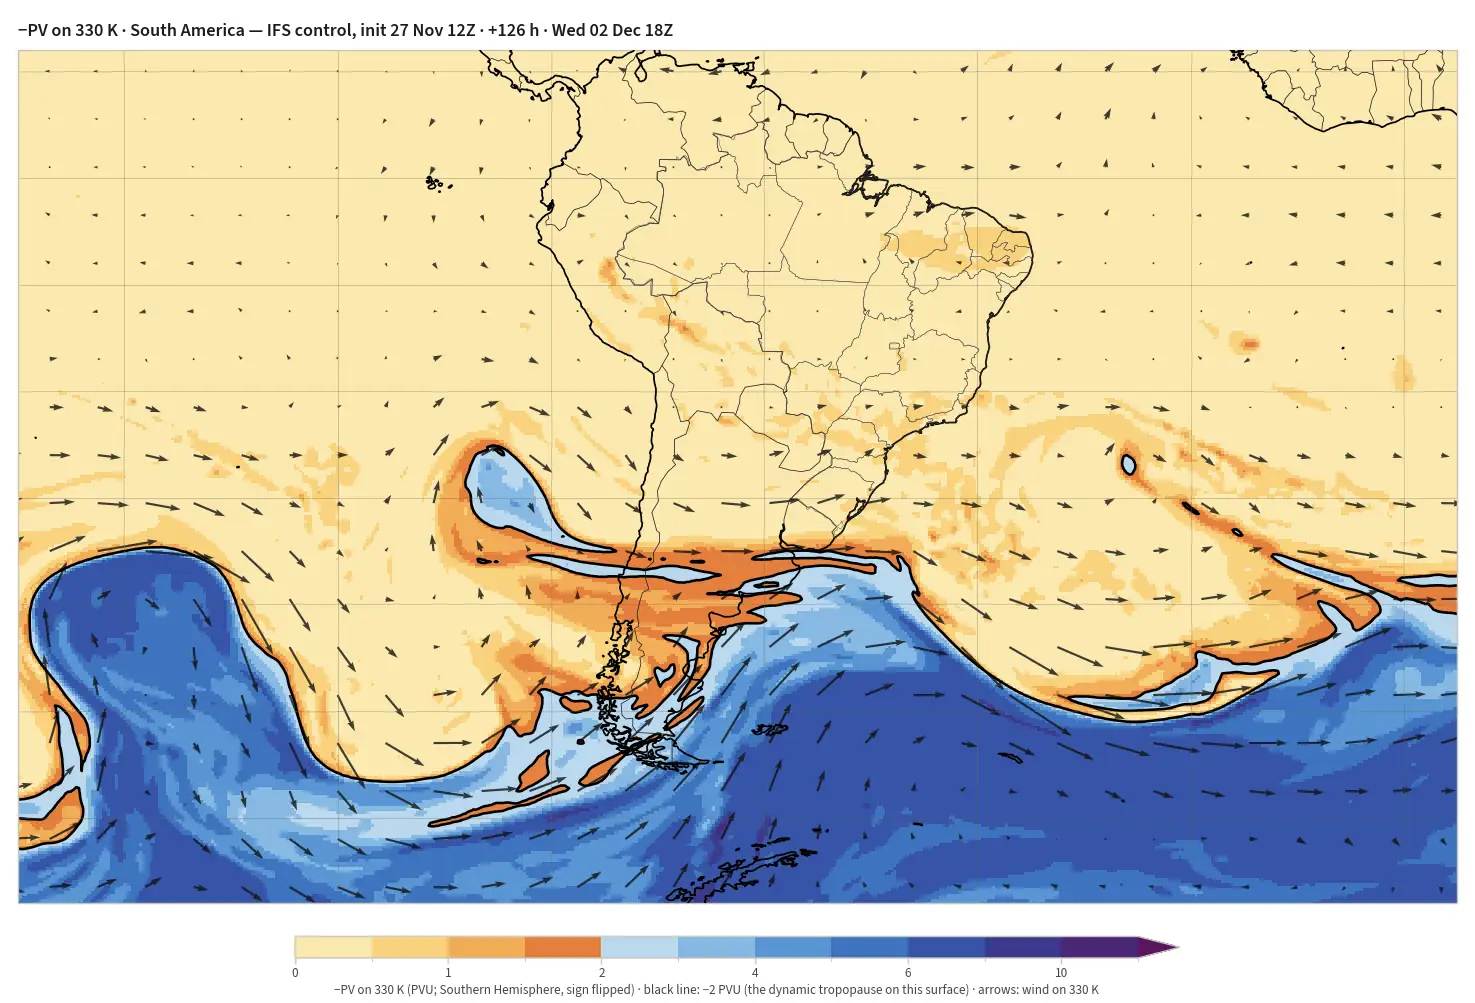 −PV on 330 K · South America — IFS control, init 27 Nov 12Z · +126 h · Wed 02 Dec 18Z
0 1 2 4 6 10
−PV on 330 K (PVU; Southern Hemisphere, sign flipped) · black line: −2 PVU (the dynamic tropopause on this surface) · arrows: wind on 330 K